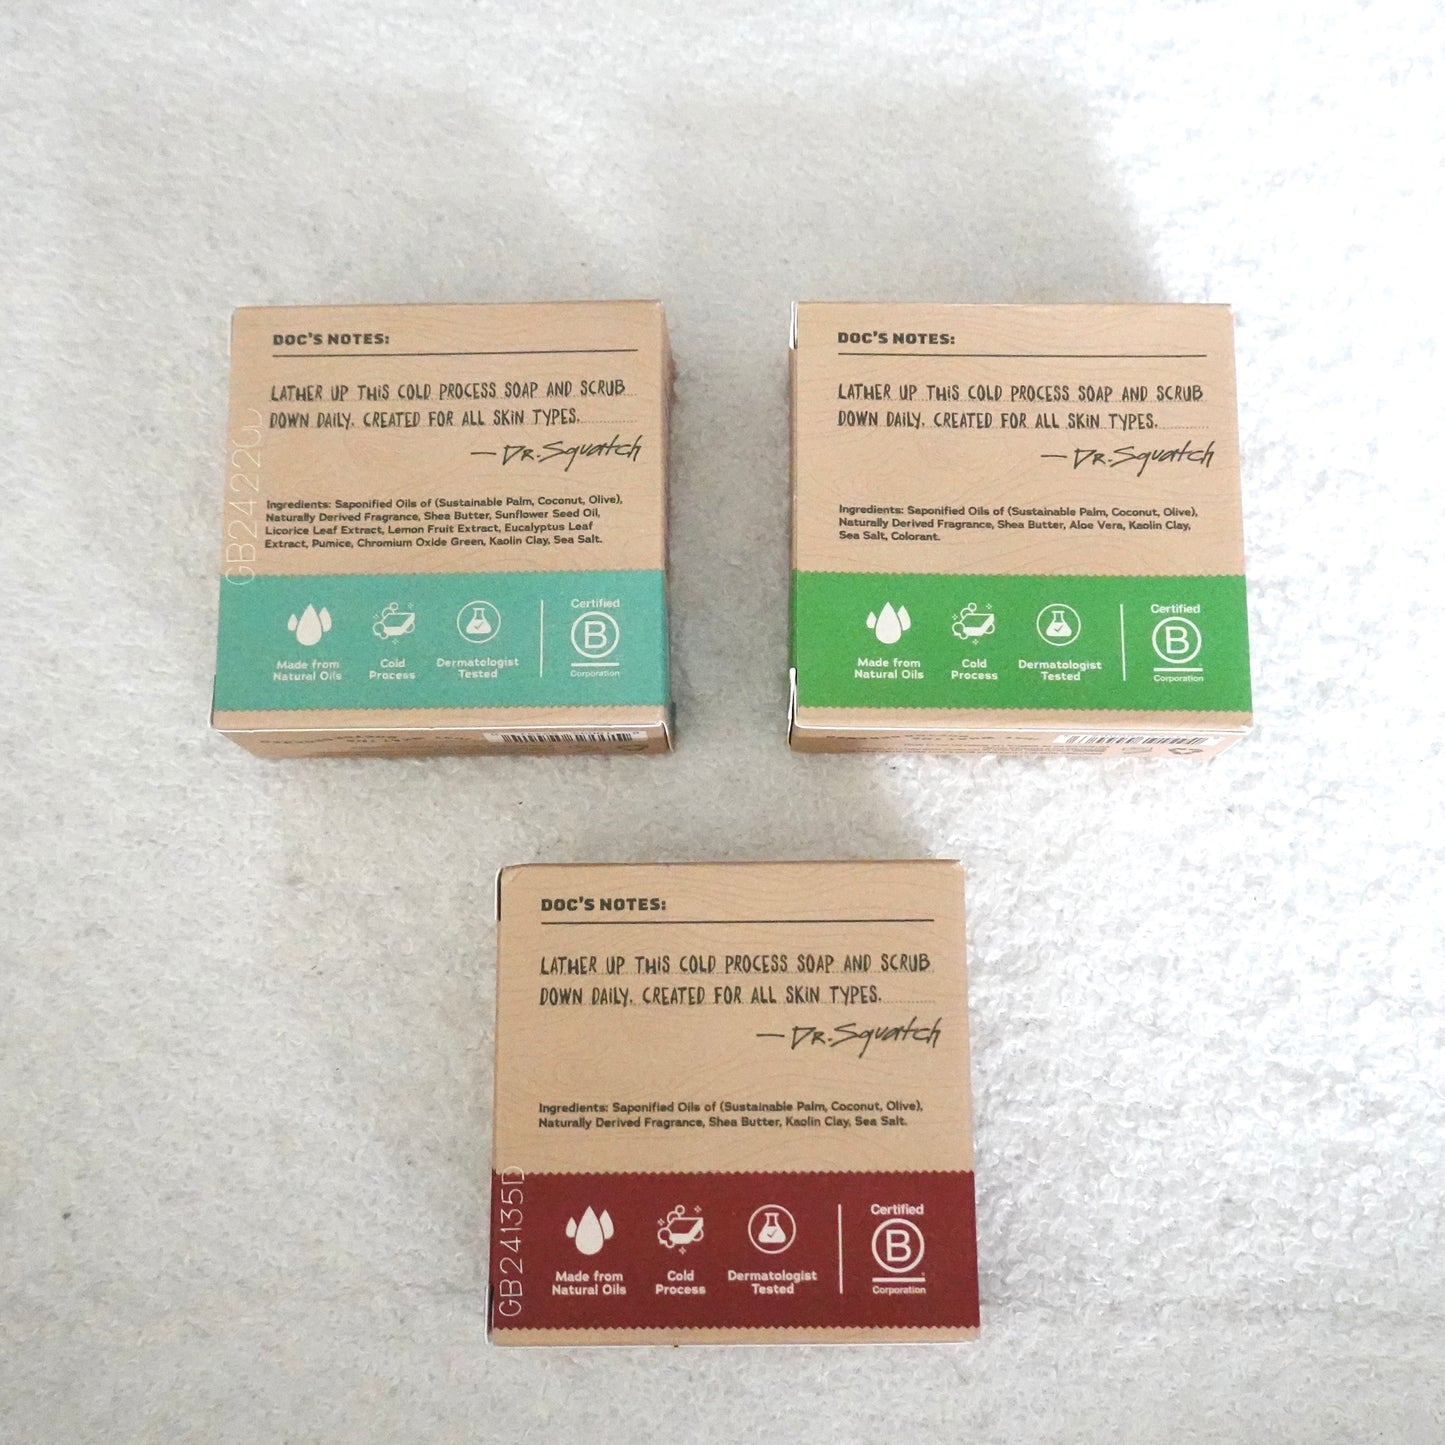 DOC'S NOTES:
LATHER UP THIS COLD PROCESS SOAP AND SCRUB
DOWN DAILY. CREATED FOR ALL SKIN TYPES.
— DR. Squatch
Ingredients: Saponified Oils of (Sustainable Palm, Coconut, Olive),
Naturally Derived Fragrance, Shea Butter, Sunflower Seed Oil,
Licorice Leaf Extract, Lemon Fruit Extract, Eucalyptus Leaf
Extract, Pumice, Chromium Oxide Green, Kaolin Clay, Sea Salt.
Made from
Natural Oils
Cold
Process
Dermatologist
Tested
Certified
B
Corporation
DOC'S NOTES:
LATHER UP THIS COLD PROCESS SOAP AND SCRUB
DOWN DAILY. CREATED FOR ALL SKIN TYPES.
— DR. Squatch
Ingredients: Saponified Oils of (Sustainable Palm, Coconut, Olive),
Naturally Derived Fragrance, Shea Butter, Aloe Vera, Kaolin Clay,
Sea Salt, Colorant.
Made from
Natural Oils
Cold
Process
Dermatologist
Tested
Certified
B
Corporation
DOC'S NOTES:
LATHER UP THIS COLD PROCESS SOAP AND SCRUB
DOWN DAILY. CREATED FOR ALL SKIN TYPES.
— DR. Squatch
Ingredients: Saponified Oils of (Sustainable Palm, Coconut, Olive),
Naturally Derived Fragrance, Shea Butter, Kaolin Clay, Sea Salt.
GB24135D
Made from
Natural Oils
Cold
Process
Dermatologist
Tested
Certified
B
Corporation